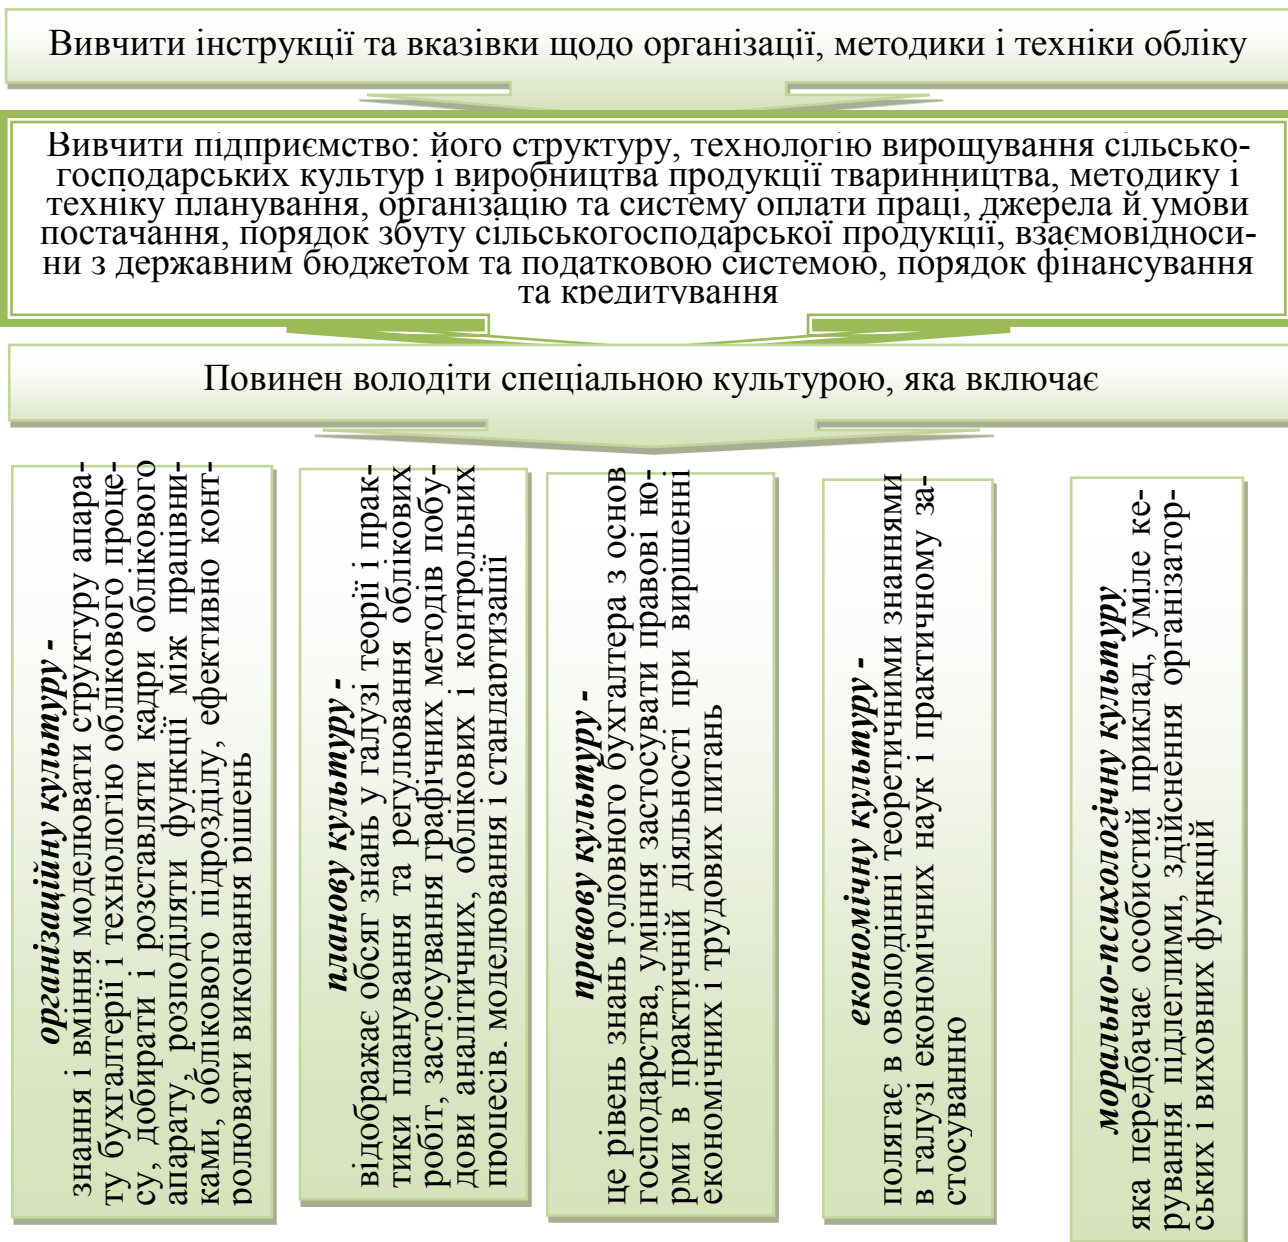 Вивчити інструкції та вказівки щодо організації, методики і техніки обліку
Вивчити підприємство: його структуру, технологію вирощування сілько-
господарських культур і виробництва продукції тваринництва, методику і
техніку планування, організацію та систему оплати праці, джерела й умови
постачання, порядок збуту сільськогосподарської продукції, взаємовідноси-
ни з державним бюджетом та податковою системою, порядок фінансування
та кредитування
Повинен володіти спеціальною культурою, яка включає
організаційну культуру -
знання і вміння моделювати структуру апара-
ту бухгалтерії і технологію облікового проце-
су, добирати і розставляти кадри облікового
апарату, розподіляти функції між працівни-
ками, облікового підрозділу, ефективно конт-
ролювати виконання рішень
планову культуру -
відображає обсяг знань у галузі теорії і прак-
тики планування та регулювання облікових
робіт, застосування графічних методів побу-
дови аналітичних, облікових і контрольних
процесів, моделювання і стандартизації
правову культуру -
це рівень знань головного бухгалтера з основ
господарства, уміння застосувати правові но-
рми в практичній діяльності при вирішенні
економічних і трудових питань
економічну культуру -
полягає в оволодінні теоретичними знаннями
в галузі економічних наук і практичному за-
стосуванню
морально-психологічну культуру
яка передбачає особистий приклад, уміле ке-
рування підлеглими, здійснення організатор-
ських і виховних функцій